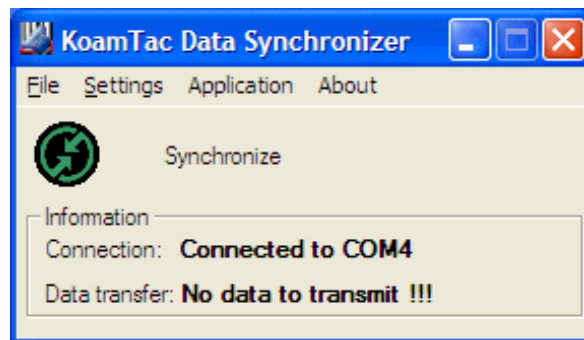 KoamTac Data Synchronizer
File Settings Application About
Synchronize
Information
Connection: Connected to COM4
Data transfer: No data to transmit !!!